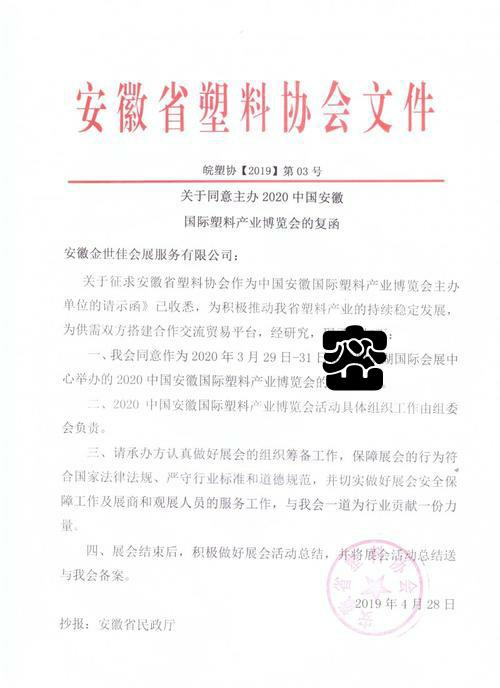 安徽省塑料协会文件
皖塑协【2019】第 03 号
关于同意主办 2020 中国安徽
国际塑料产业博览会的复函
安徽金世佳会展服务有限公司：
关于征求安徽省塑料协会作为中国安徽国际塑料产业博览会主办
单位的请示函》已收悉，为积极推动我省塑料产业的持续稳定发展，
为供需双方搭建合作交流贸易平台，经研究，
一、我会同意作为 2020 年 3 月 29 日-31 日 国际会展中
心举办的 2020 中国安徽国际塑料产业博览会的
二、2020 中国安徽国际塑料产业博览会活动具体组织工作由组委
会负责。
三、请承办方认真做好展会的组织筹备工作，保障展会的行为符
合国家法律法规、严守行业标准和道德规范，并切实做好展会安全保
障工作及展商和观展人员的服务工作，与我会一道为行业贡献一份力
量。
四、展会结束后，积极做好展会活动总结，并将展会活动总结送
与我会备案。
安徽省塑料协会
2019 年 4 月 28 日
抄报：安徽省民政厅